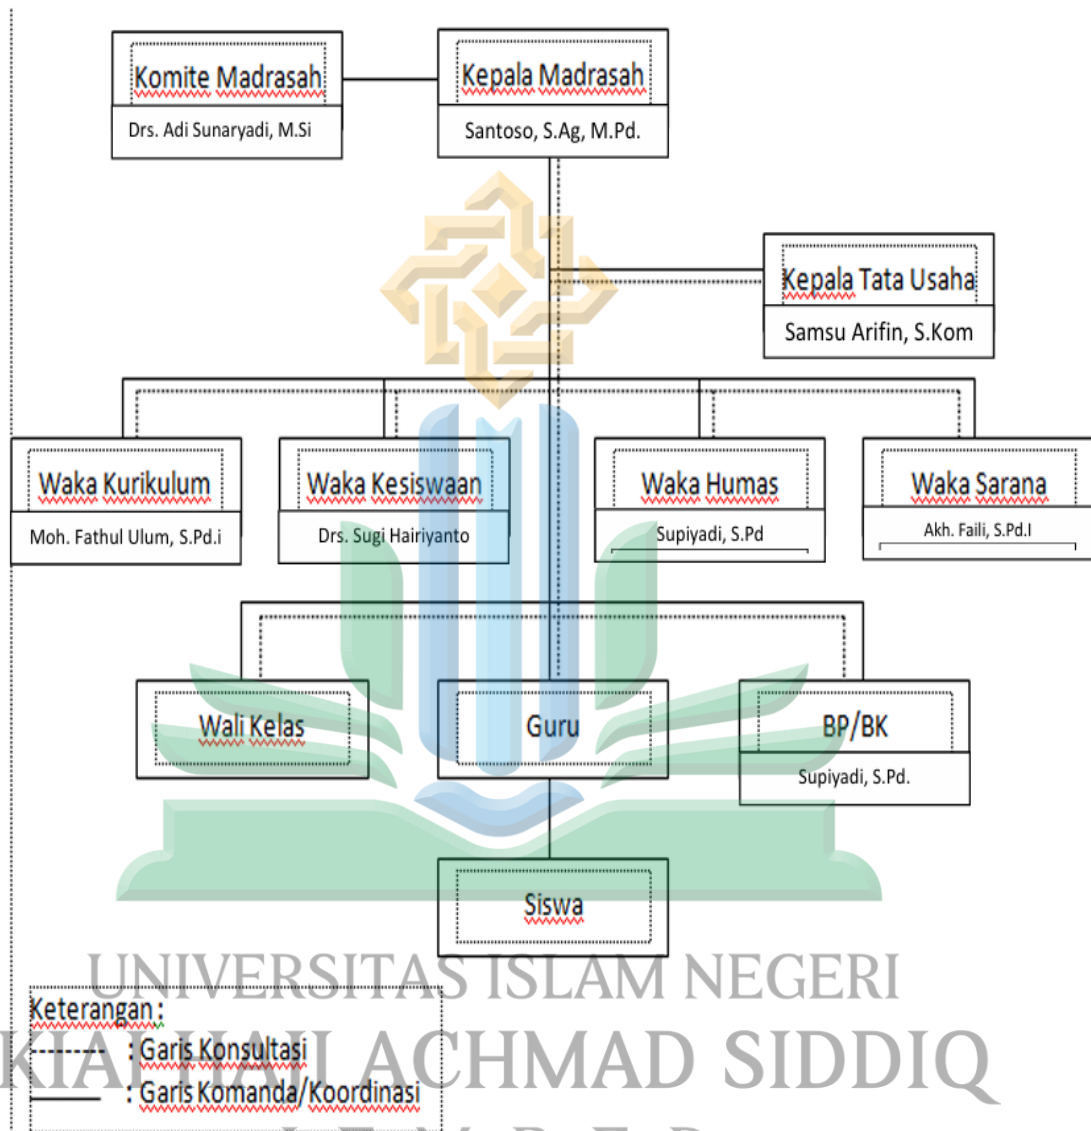 Komite Madrasah
Drs. Adi Sunaryadi, M.Si
Kepala Madrasah
Santoso, S.Ag, M.Pd.
Kepala Tata Usaha
Samsu Arifin, S.Kom
Waka Kurikulum
Moh. Fathul Ulum, S.Pd.i
Waka Kesiswaan
Drs. Sugi Hairiyanto
Waka Humas
Supiyadi, S.Pd
Waka Sarana
Akh. Faili, S.Pd.I
Wali Kelas
Guru
BP/BK
Supiyadi, S.Pd.
Siswa
UNIVERSITAS ISLAM NEGERI
KIAI HAJI ACHMAD SIDDIQ
J E M B E R
Keterangan :
: Garis Konsultasi
: Garis Komanda/Koordinasi